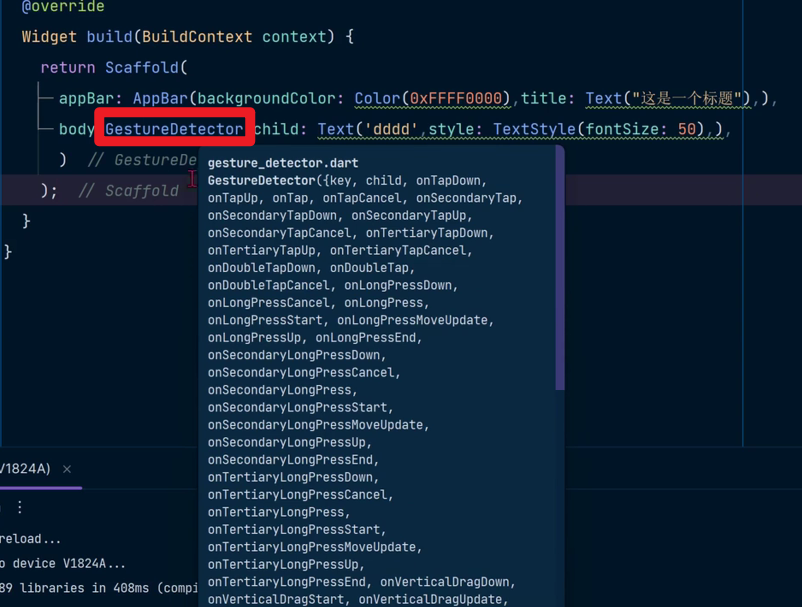 @override
Widget build(BuildContext context) {
return Scaffold(
appBar: AppBar(backgroundColor: Color(0xFFFF0000),title: Text("这是一个标题"),),
body GestureDetector child: Text('dddd',style: TextStyle(fontSize: 50),),
) // GestureDe
); // Scaffold
}
}
gesture_detector.dart
GestureDetector({key, child, onTapDown,
onTapUp, onTap, onTapCancel, onSecondaryTap,
onSecondaryTapDown, onSecondaryTapUp,
onSecondaryTapCancel, onTertiaryTapDown,
onTertiaryTapUp, onTertiaryTapCancel,
onDoubleTapDown, onDoubleTap,
onDoubleTapCancel, onLongPressDown,
onLongPressCancel, onLongPress,
onLongPressStart, onLongPressMoveUpdate,
onLongPressUp, onLongPressEnd,
onSecondaryLongPressDown,
onSecondaryLongPressCancel,
onSecondaryLongPress,
onSecondaryLongPressStart,
onSecondaryLongPressMoveUpdate,
onSecondaryLongPressUp,
onSecondaryLongPressEnd,
onTertiaryLongPressDown,
onTertiaryLongPressCancel,
onTertiaryLongPress,
onTertiaryLongPressStart,
onTertiaryLongPressMoveUpdate,
onTertiaryLongPressUp,
onTertiaryLongPressEnd, onVerticalDragDown,
onVerticalDragStart, onVerticalDragUpdate,
V1824A) ×
reload...
o device V1824A...
89 libraries in 408ms (compi